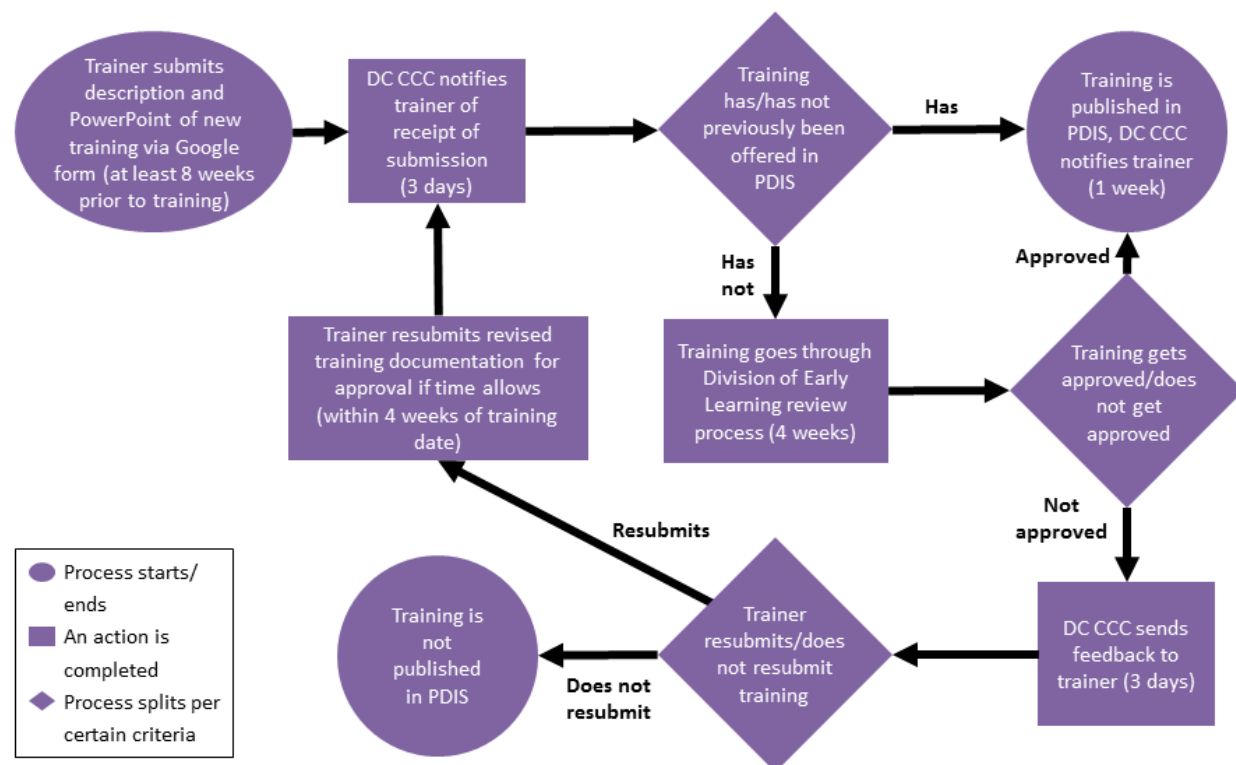 Trainer submits
description and
PowerPoint of new
training via Google
form (at least 8 weeks
prior to training)
DC CCC notifies
trainer of
receipt of
submission
(3 days)
Training
has/has not
previously been
offered in
PDIS
Has
Training is
published in
PDIS, DC CCC
notifies trainer
(1 week)
Has
not
Approved
Trainer resubmits revised
training documentation for
approval if time allows
(within 4 weeks of training
date)
Training goes through
Division of Early
Learning review
process (4 weeks)
Training gets
approved/does
not get
approved
Not
approved
Resubmits
DC CCC sends
feedback to
trainer (3 days)
Trainer
resubmits/does
not resubmit
training
Does not
resubmit
Training is
not
published
in PDIS
Process starts/
ends
An action is
completed
Process splits per
certain criteria